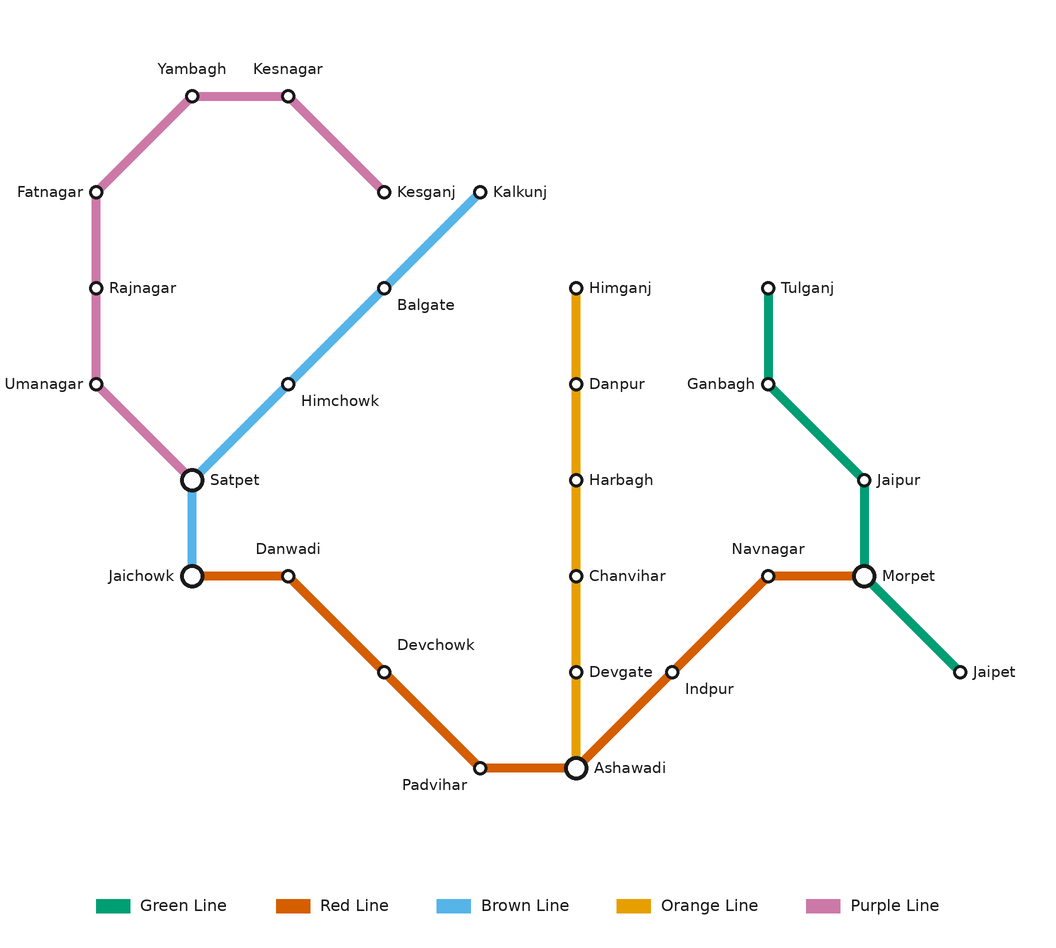 Yambagh
Kesnagar
Fatnagar
Kesganj
Kalkunj
Rajnagar
Balgate
Himganj
Tulganj
Umanagar
Himchowk
Danpur
Ganbagh
Satpet
Harbagh
Jaipur
Danwadi
Navnagar
Jaichowk
Chanvihar
Morpet
Devchowk
Devgate
Indpur
Jaipet
Padvihar
Ashawadi
Green Line
Red Line
Brown Line
Orange Line
Purple Line